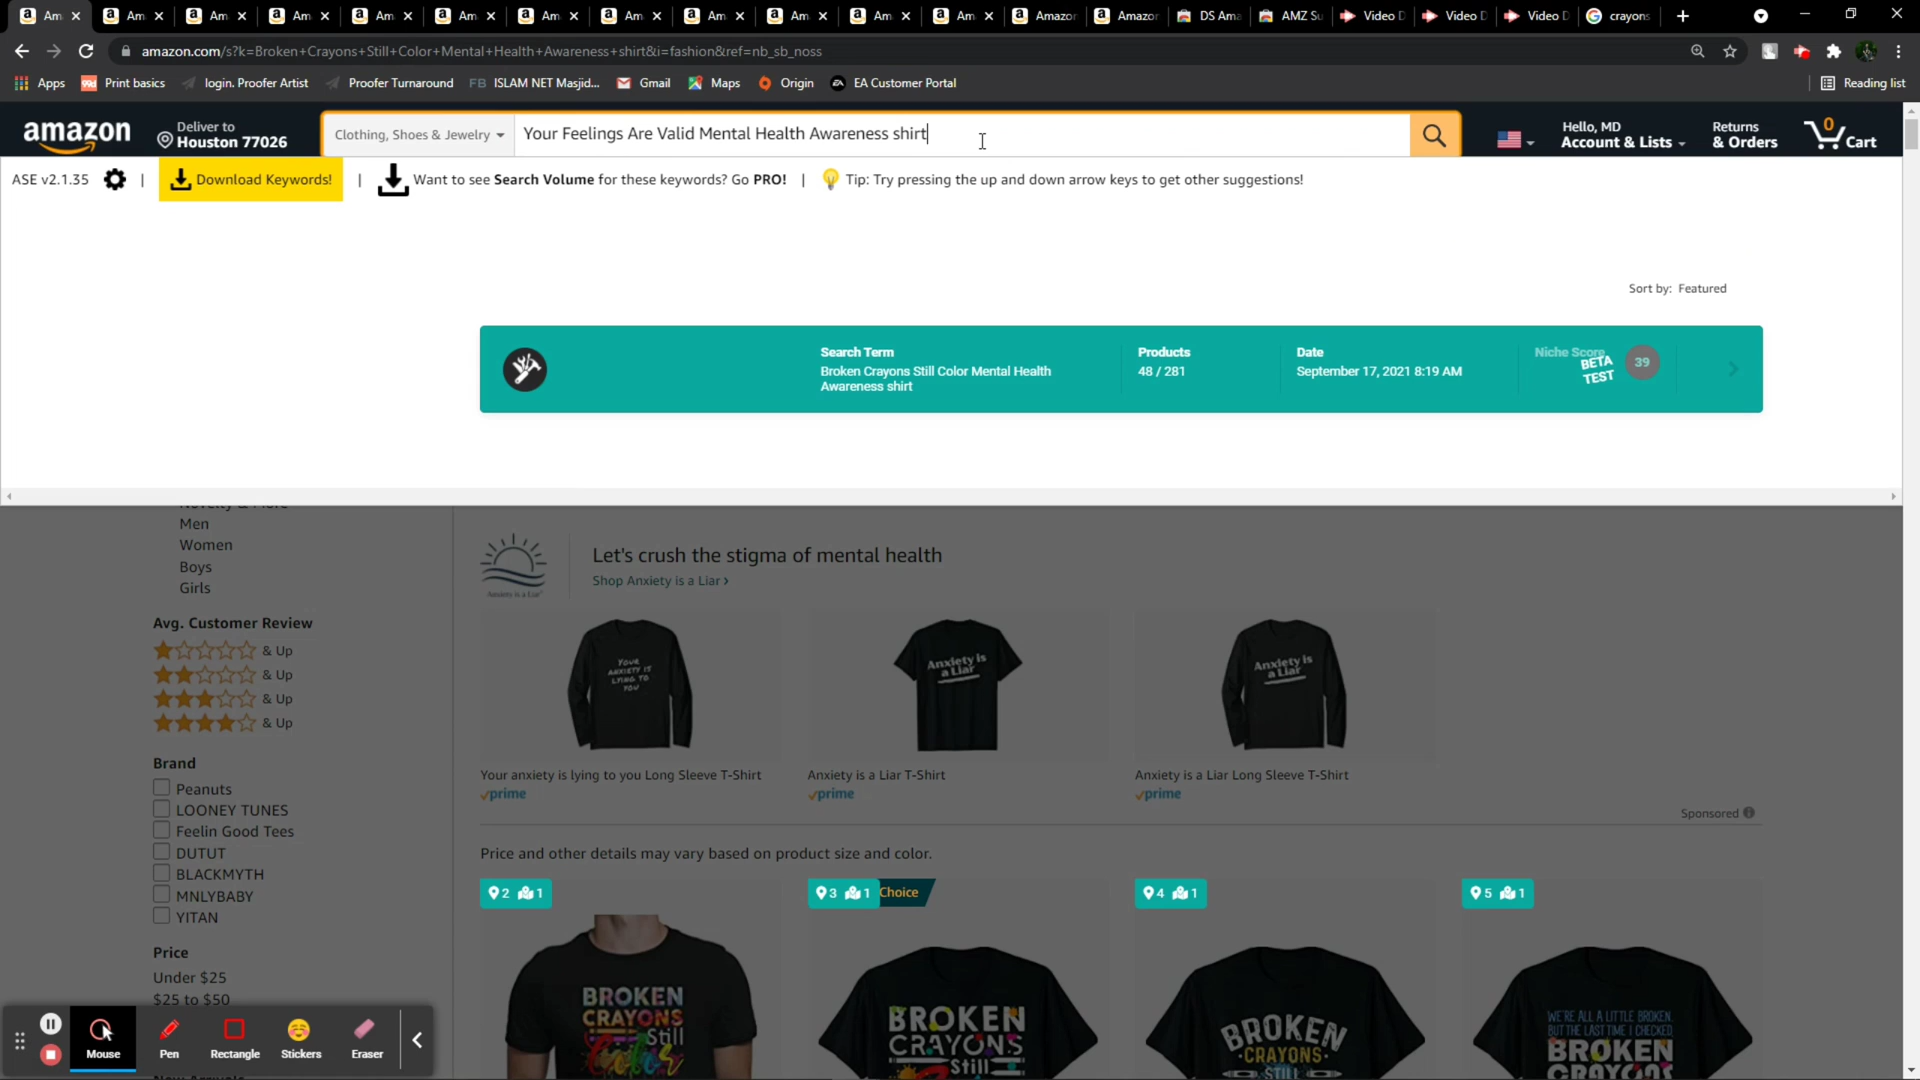 Am
Am
Am
Am
Am
Am
Am
Am
Am
Am
Am
Am
Amazon
Amazon
DS Ama
AMZ Su
Video D
Video D
Video D
crayons
amazon.com/s?k=Broken+Crayons+Still+Color+Mental+Health+Awareness+shirt&i=fashion&ref=nb_sb_noss
Apps
99d
Print basics
login. Proofer Artist
Proofer Turnaround
FB ISLAM NET Masjid...
Gmail
Maps
Origin
EA Customer Portal
Reading list
amazon
Deliver to
Houston 77026
Clothing, Shoes & Jewelry
Your Feelings Are Valid Mental Health Awareness shirt
Hello, MD
Account & Lists
Returns
& Orders
0
Cart
ASE v2.1.35
|
Download Keywords!
|
Want to see Search Volume for these keywords? Go PRO!
|
Tip: Try pressing the up and down arrow keys to get other suggestions!
Sort by: Featured
Search Term
Broken Crayons Still Color Mental Health
Awareness shirt
Products
48 / 281
Date
September 17, 2021 8:19 AM
Niche Score
BETA
TEST
39
Novelty & More
Men
Women
Boys
Girls
Avg. Customer Review
& Up
& Up
& Up
& Up
Brand
Peanuts
LOONEY TUNES
Feelin Good Tees
DUTUT
BLACKMYTH
MNLYBABY
YITAN
Price
Under $25
$25 to $50
New Arrivals
Anxiety is a Liar
Let's crush the stigma of mental health
Shop Anxiety is a Liar ›
YOUR
ANXIETY IS
LYING TO
YOU
Anxiety is
a Liar
Anxiety is
a Liar
Your anxiety is lying to you Long Sleeve T-Shirt
prime
Anxiety is a Liar T-Shirt
prime
Anxiety is a Liar Long Sleeve T-Shirt
prime
Sponsored
Price and other details may vary based on product size and color.
2 1
3 1
Choice
4 1
5 1
BROKEN
CRAYONS
Still
Color
BROKEN
CRAYONS
Still
BROKEN
CRAYONS
STILL
WE'RE ALL A LITTLE BROKEN.
BUT THE LAST TIME I CHECKED
BROKEN
CRAYONS
Mouse
Pen
Rectangle
Stickers
Eraser